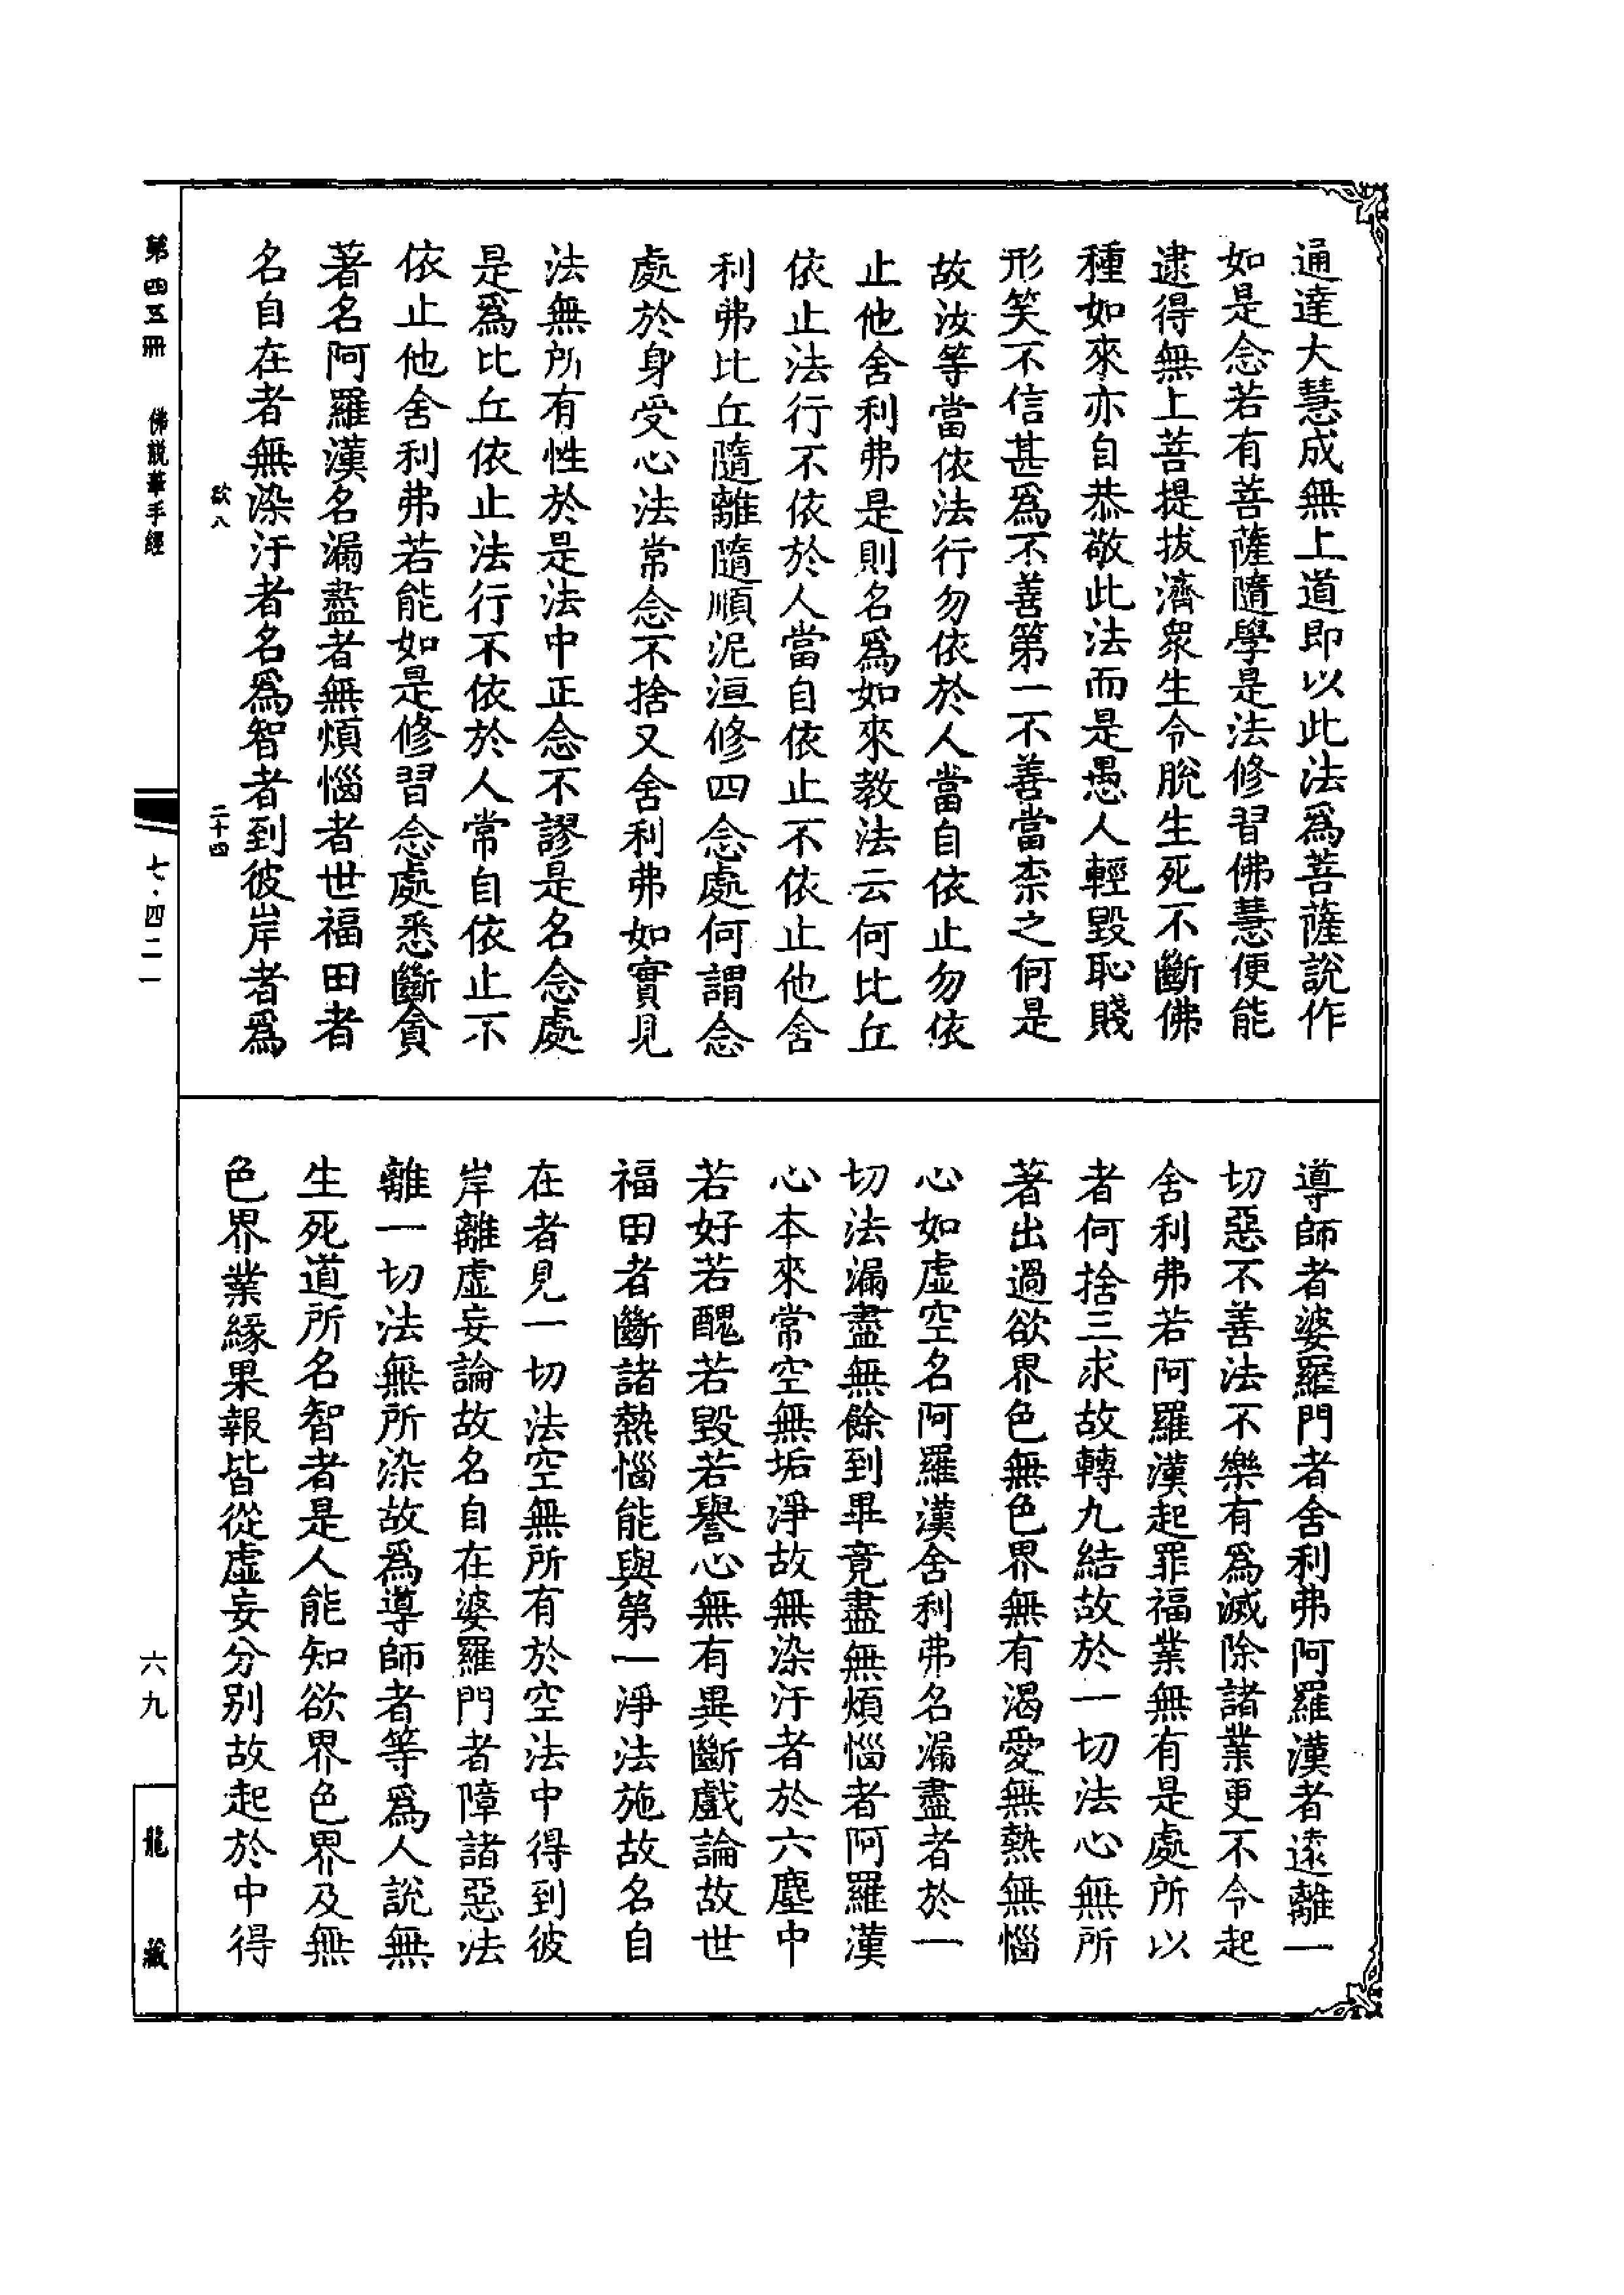 通達大慧成無上道即以此法爲菩薩說作
如是念若有菩薩隨學是法修習佛慧便能
逮得無上菩提拔濟衆生令脫生死不斷佛
種如來亦自恭敬此法而是愚人輕毀恥賤
形笑不信甚爲不善第一不善當柰之何是
故汝等當依法行勿依於人當自依止勿依
止他舍利弗是則名爲如來教法云何比丘
依止法行不依於人當自依止不依止他舍
利弗比丘隨離隨順泥洹修四念處何謂念
處於身受心法常念不捨又舍利弗如實見
法無所有性於是法中正念不謬是名念處
是爲比丘依止法行不依於人常自依止不
依止他舍利弗若能如是修習念處悉斷貪
著名阿羅漢名漏盡者無煩惱者世福田者
名自在者無染汙者名爲智者到彼岸者爲
導師者婆羅門者舍利弗阿羅漢者遠離一
切惡不善法不樂有爲滅除諸業更不令起
舍利弗若阿羅漢起罪福業無有是處所以
者何捨三求故轉九結故於一切法心無所
著出過欲界色無色界無有渴愛無熱無惱
心如虛空名阿羅漢舍利弗名漏盡者於一
切法漏盡無餘到畢竟盡無煩惱者阿羅漢
心本來常空無垢淨故無染汙者於六塵中
若好若醜若毀若譽心無有異斷戲論故世
福田者斷諸熱惱能與第一淨法施故名自
在者見一切法空無所有於空法中得到彼
岸離虛妄論故名自在婆羅門者障諸惡法
離一切法無所染故爲導師者等爲人說無
生死道所名智者是人能知欲界色界及無
色界業緣果報皆從虛妄分別故起於中得
欲八
二十四
第四五冊 佛説華手經
七·四二一
六九
龍藏